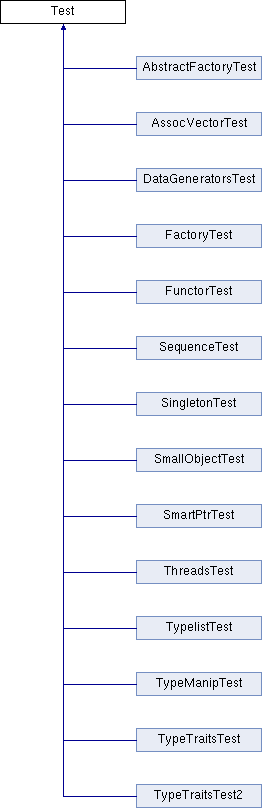 Test
AbstractFactoryTest
AssocVectorTest
DataGeneratorsTest
FactoryTest
FunctorTest
SequenceTest
SingletonTest
SmallObjectTest
SmartPtrTest
ThreadsTest
TypelistTest
TypeManipTest
TypeTraitsTest
TypeTraitsTest2